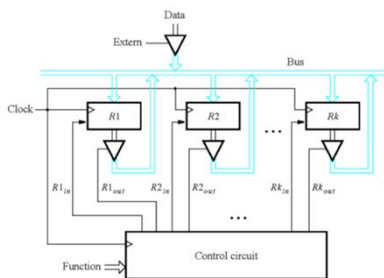 Data
Extern
Bus
Clock
R1
R2
Rk
...
R1in
R1out
R2in
R2out
Rkin
Rkout
...
Control circuit
Function